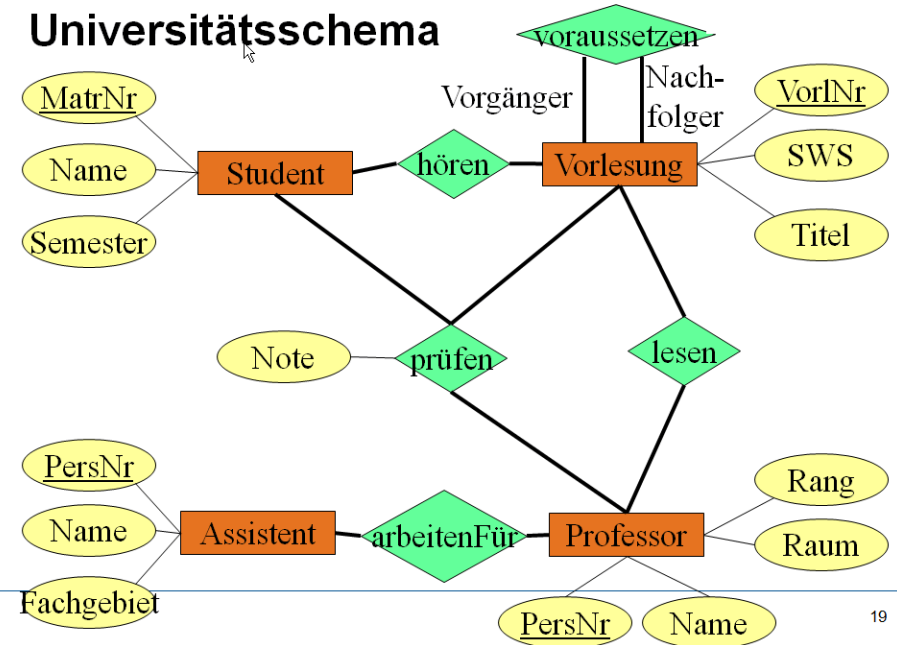 Universitätsschema
voraussetzen
Vorgänger
Nach-
folger
MatrNr
Name
Semester
Student
hören
Vorlesung
VorlNr
SWS
Titel
Note
prüfen
lesen
PersNr
Name
Fachgebiet
Assistent
arbeitenFür
Professor
Rang
Raum
PersNr
Name
19